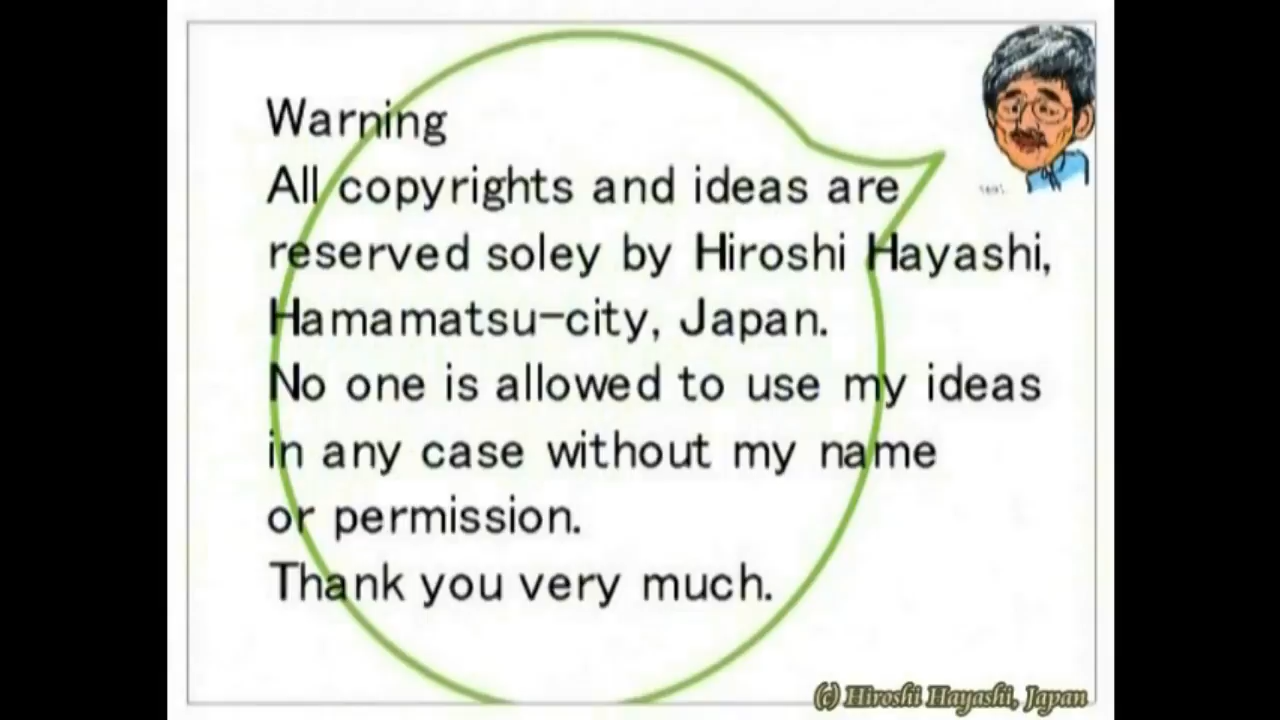 Warning
All copyrights and ideas are
reserved soley by Hiroshi Hayashi,
Hamamatsu-city, Japan.
No one is allowed to use my ideas
in any case without my name
or permission.
Thank you very much.
(c) Hiroshi Hayashi, Japan